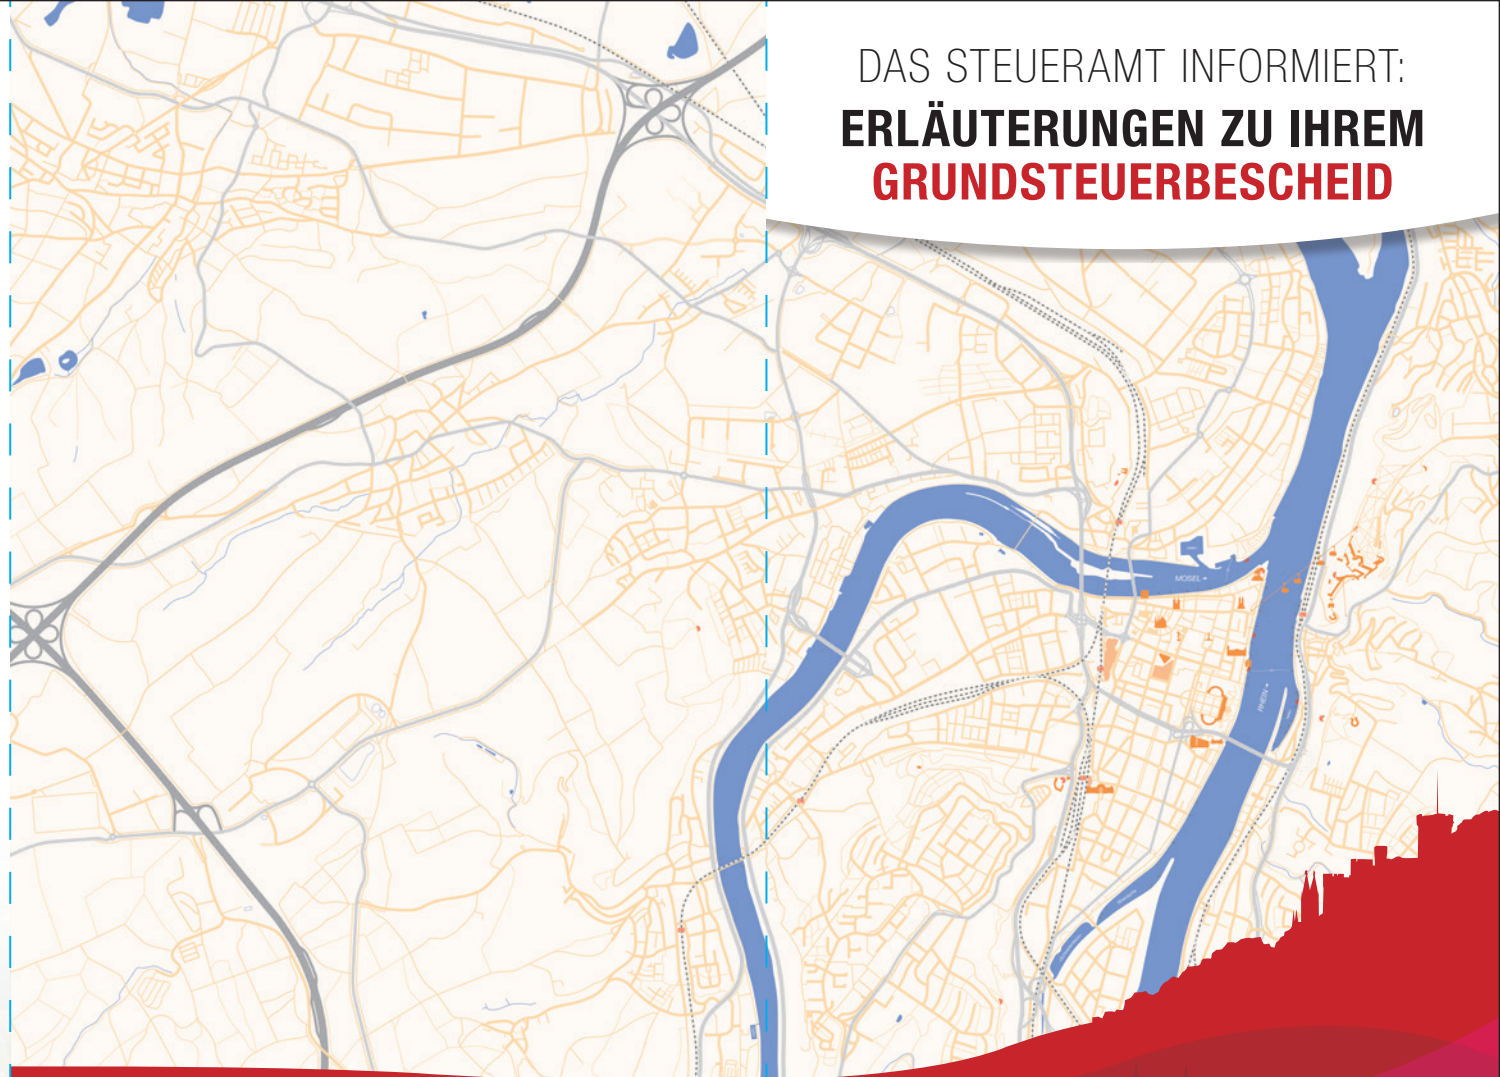 DAS STEUERAMT INFORMIERT:
ERLÄUTERUNGEN ZU IHREM
GRUNDSTEUERBESCHEID
MOSEL
RHEIN